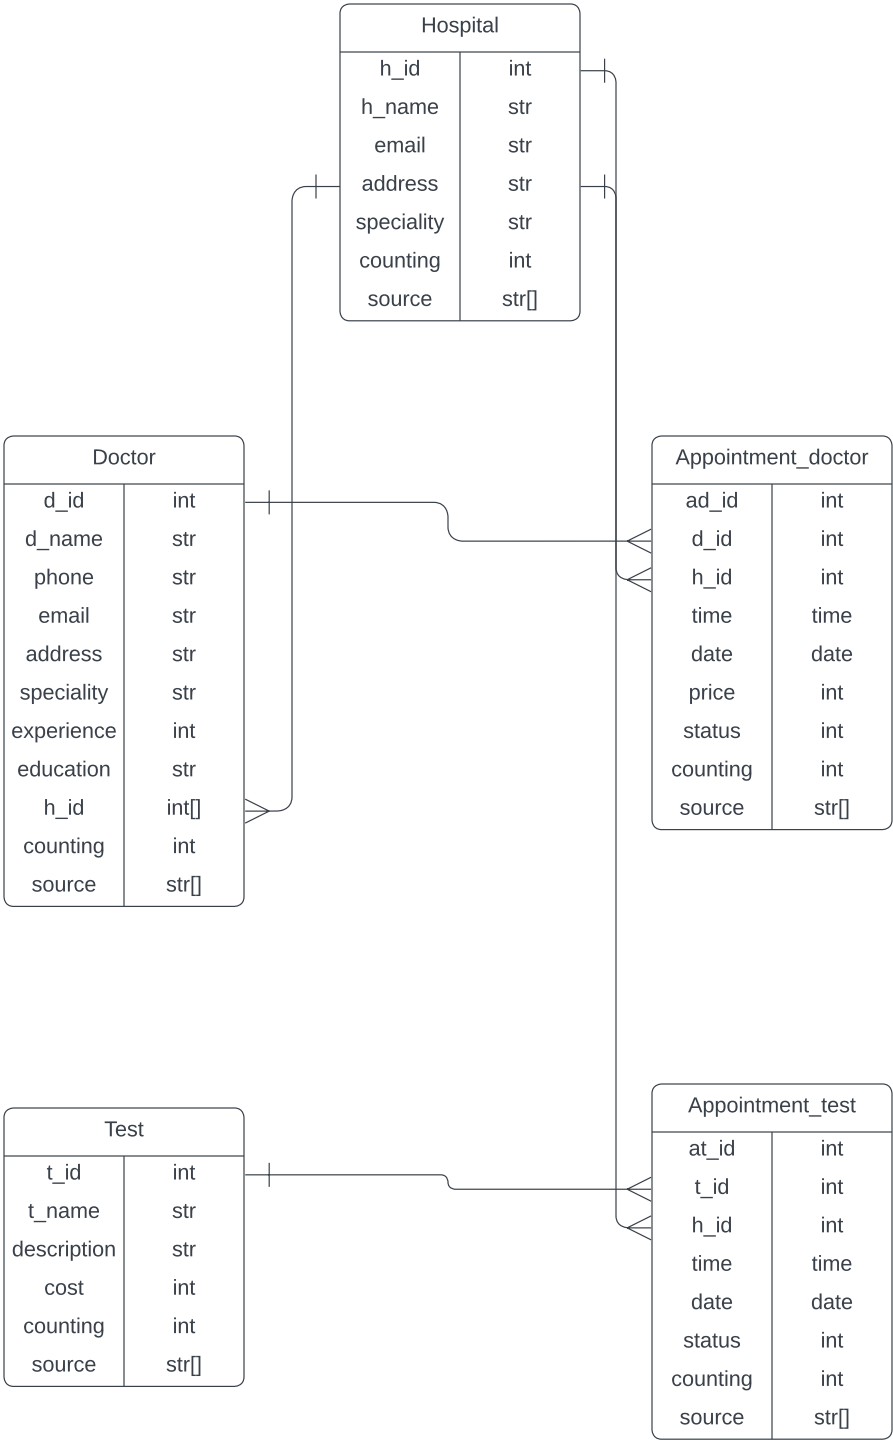 Hospital
h_id int
h_name str
email str
address str
speciality str
counting int
source str[]
Doctor
d_id int
d_name str
phone str
email str
address str
speciality str
experience int
education str
h_id int[]
counting int
source str[]
Appointment_doctor
ad_id int
d_id int
h_id int
time time
date date
price int
status int
counting int
source str[]
Test
t_id int
t_name str
description str
cost int
counting int
source str[]
Appointment_test
at_id int
t_id int
h_id int
time time
date date
status int
counting int
source str[]